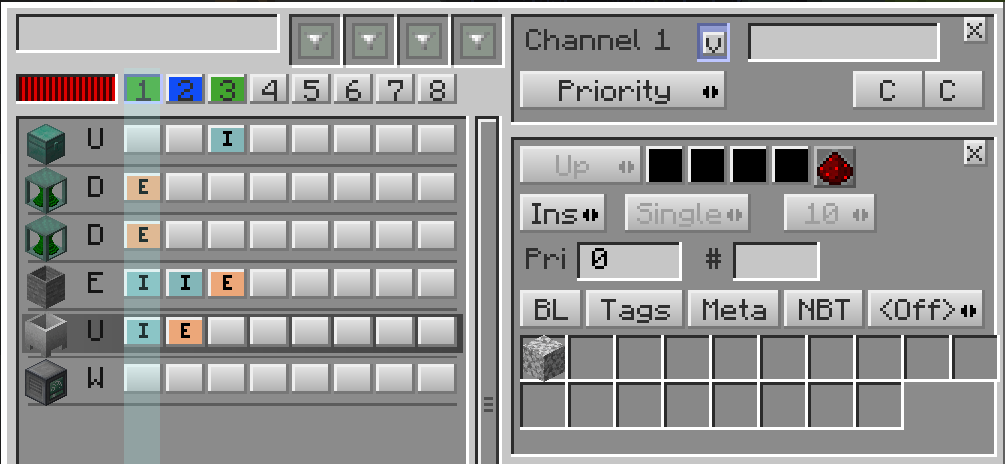 Channel 1
1 2 3 4 5 6 7 8
Priority
C C
U I
Up
D E
Ins Single 10
D E
Pri 0 #
E I I E
BL Tags Meta NBT <Off>
U I E
W